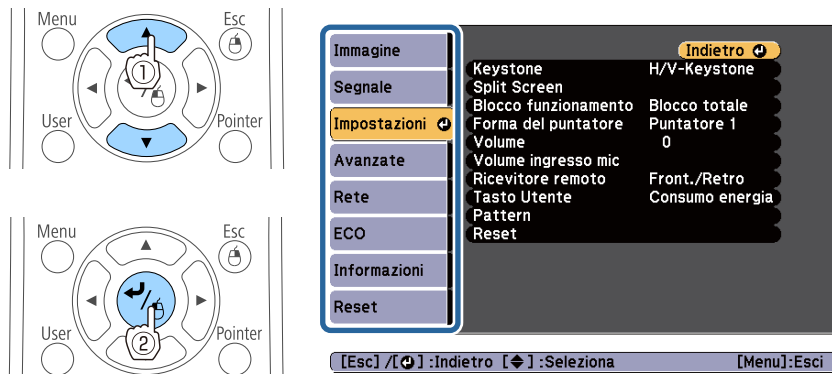 Menu
Esc
①
User
Pointer
Menu
Esc
User
②
Pointer
Immagine
Segnale
Impostazioni
Avanzate
Rete
ECO
Informazioni
Reset
Indietro
Keystone H/V-Keystone
Split Screen
Blocco funzionamento Blocco totale
Forma del puntatore Puntatore 1
Volume 0
Volume ingresso mic
Ricevitore remoto Front./Retro
Tasto Utente Consumo energia
Pattern
Reset
[Esc] /[⏎] :Indietro [◆] :Seleziona [Menu]:Esci